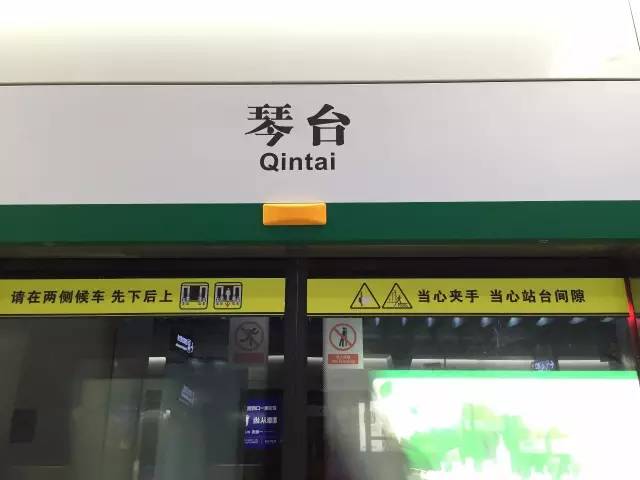 琴台
Qintai
请在两侧候车 先下后上
当心夹手 当心站台间隙